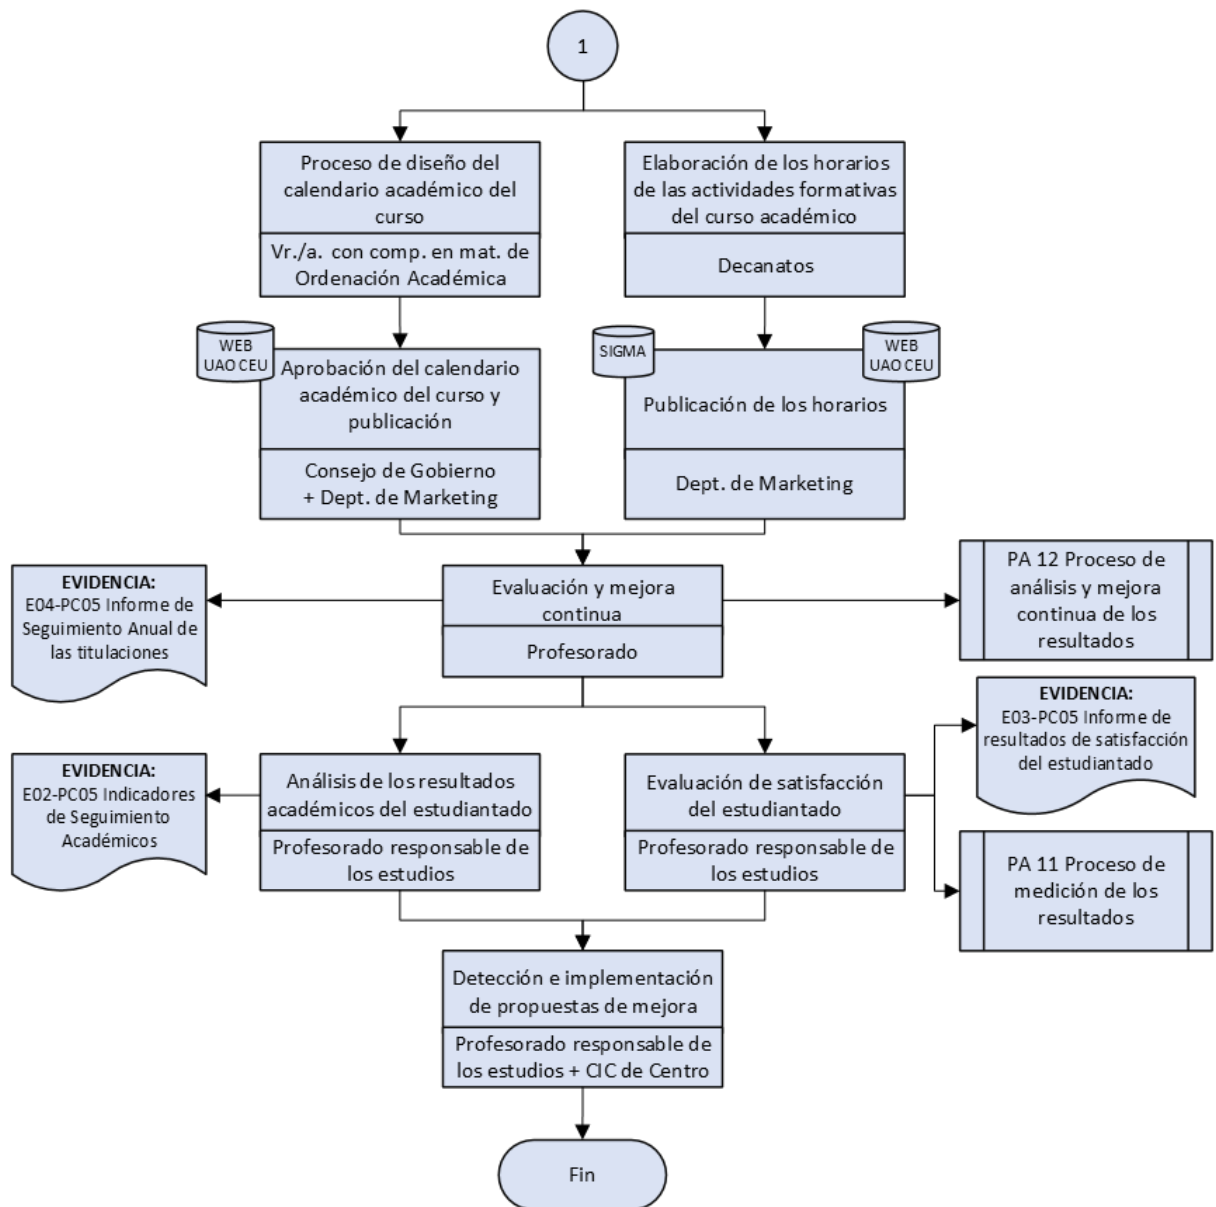 1
Proceso de diseño del
calendario académico del
curso
Vr./a. con comp. en mat. de
Ordenación Académica
Elaboración de los horarios
de las actividades formativas
del curso académico
Decanatos
WEB
UAO CEU
Aprobación del calendario
académico del curso y
publicación
Consejo de Gobierno
+ Dept. de Marketing
SIGMA
WEB
UAO CEU
Publicación de los horarios
Dept. de Marketing
EVIDENCIA:
E04-PC05 Informe de
Seguimiento Anual de
las titulaciones
Evaluación y mejora
continua
Profesorado
PA 12 Proceso de
análisis y mejora
continua de los
resultados
EVIDENCIA:
E02-PC05 Indicadores
de Seguimiento
Académicos
Análisis de los resultados
académicos del estudiantado
Profesorado responsable de
los estudios
Evaluación de satisfacción
del estudiantado
Profesorado responsable de
los estudios
EVIDENCIA:
E03-PC05 Informe de
resultados de satisfacción
del estudiantado
PA 11 Proceso de
medición de los
resultados
Detección e implementación
de propuestas de mejora
Profesorado responsable de
los estudios + CIC de Centro
Fin